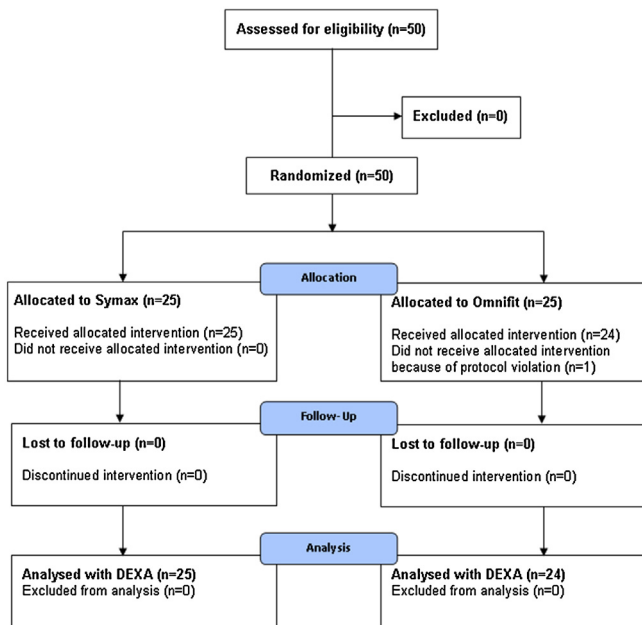 Assessed for eligibility (n=50)
Excluded (n=0)
Randomized (n=50)
Allocation
Allocated to Symax (n=25)
Received allocated intervention (n=25)
Did not receive allocated intervention (n=0)
Allocated to Omnifit (n=25)
Received allocated intervention (n=24)
Did not receive allocated intervention
because of protocol violation (n=1)
Follow-Up
Lost to follow-up (n=0)
Discontinued intervention (n=0)
Lost to follow-up (n=0)
Discontinued intervention (n=0)
Analysis
Analysed with DEXA (n=25)
Excluded from analysis (n=0)
Analysed with DEXA (n=24)
Excluded from analysis (n=0)